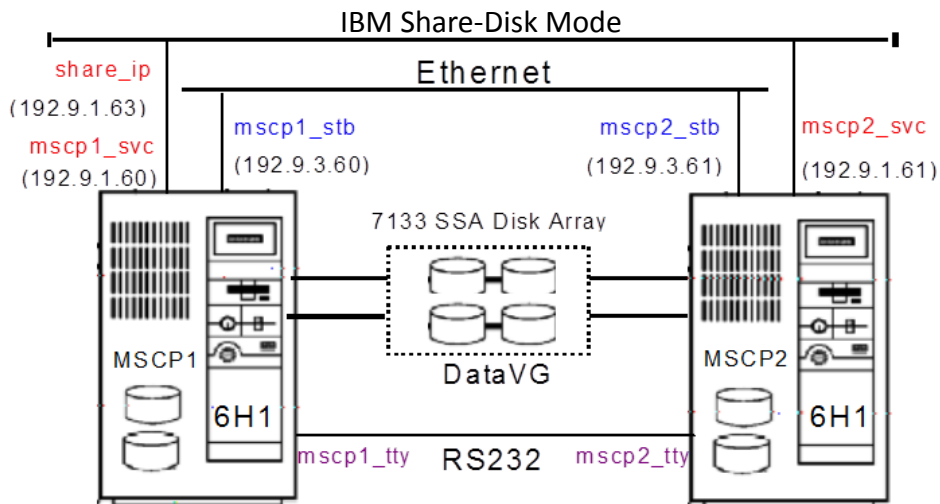 IBM Share-Disk Mode
share_ip
(192.9.1.63)
mscp1_svc
(192.9.1.60)
Ethernet
mscp1_stb
(192.9.3.60)
mscp2_stb
(192.9.3.61)
mscp2_svc
(192.9.1.61)
7133 SSA Disk Array
DataVG
MSCP1
6H1
MSCP2
6H1
mscp1_tty
RS232
mscp2_tty